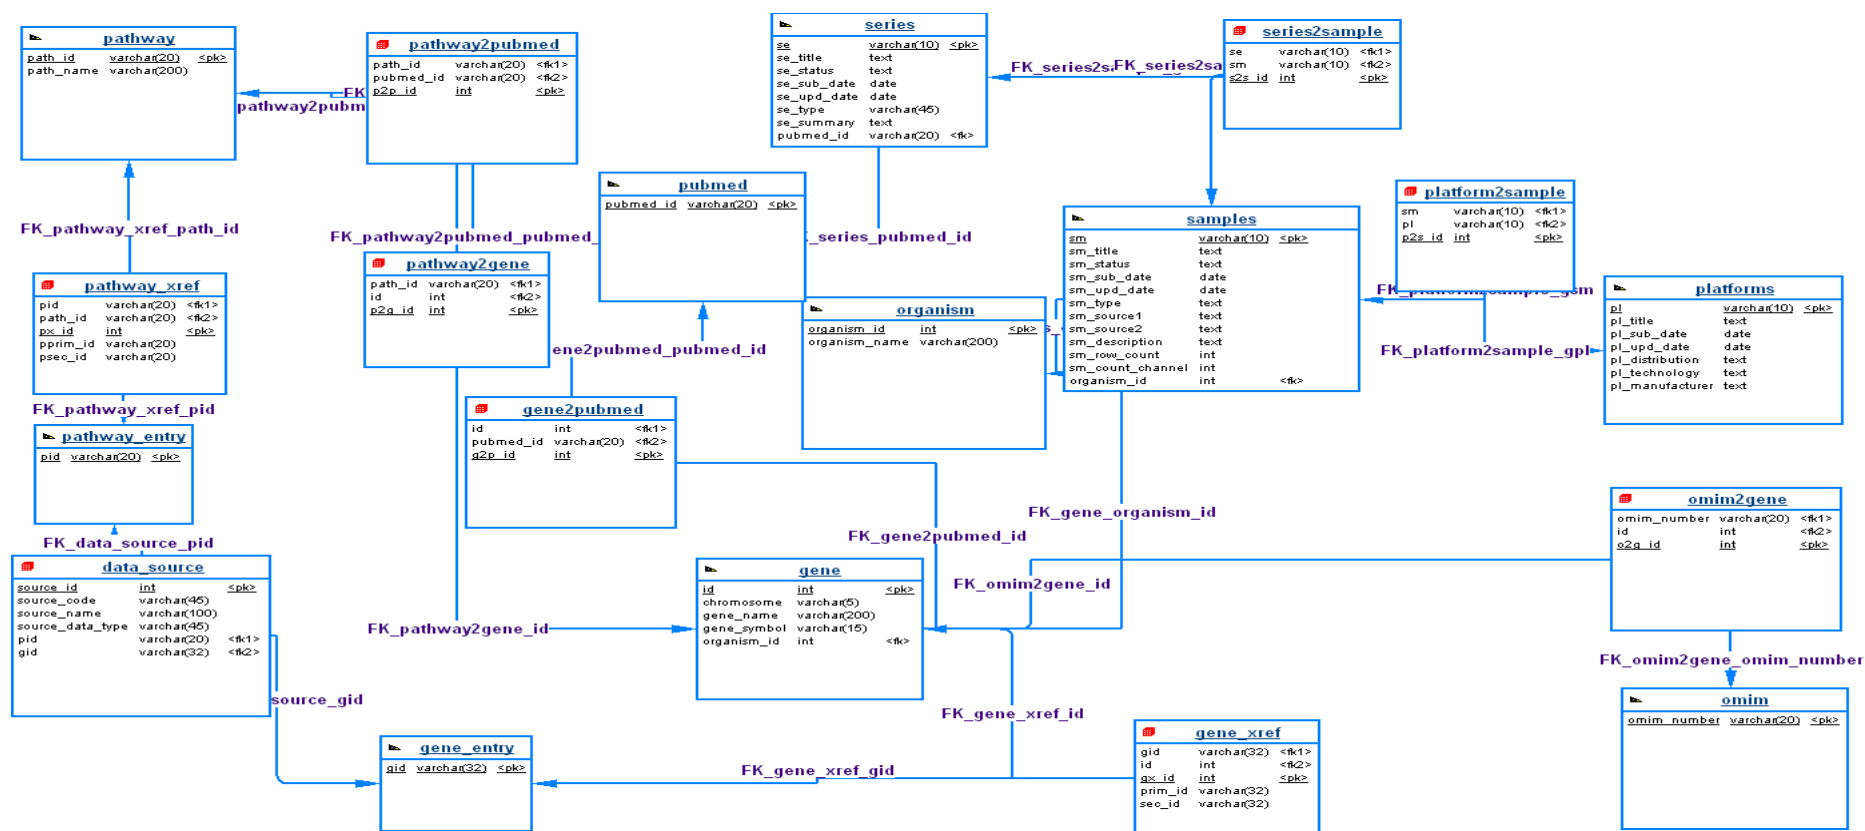 pathway
path_id varchar(20) <pk>
path_name varchar(200)
pathway2pubmed
path_id varchar(20) <fk1>
pubmed_id varchar(20) <fk2>
p2p_id int <pk>
series
se varchar(10) <pk>
se_title text
se_status text
se_sub_date date
se_upd_date date
se_type varchar(45)
se_summary text
pubmed_id varchar(20) <fk>
series2sample
se varchar(10) <fk1>
sm varchar(10) <fk2>
s2s_id int <pk>
FK_series2sa
FK_series2sa
FK
pathway2pubm
pubmed
pubmed_id varchar(20) <pk>
platform2sample
sm varchar(10) <fk1>
pl varchar(10) <fk2>
p2s_id int <pk>
samples
sm varchar(10) <pk>
sm_title text
sm_status text
sm_sub_date date
sm_upd_date date
sm_type text
sm_source1 text
sm_source2 text
sm_description text
sm_row_count int
sm_count_channel int
organism_id int <fk>
FK_pathway_xref_path_id
FK_pathway2pubmed_pubmed_
_series_pubmed_id
pathway2gene
path_id varchar(20) <fk1>
id int <fk2>
p2g_id int <pk>
pathway_xref
pid varchar(20) <fk1>
path_id varchar(20) <fk2>
px_id int <pk>
pprim_id varchar(20)
psec_id varchar(20)
organism
organism_id int <pk>
organism_name varchar(200)
FK_platform2sample_gsm
platforms
pl varchar(10) <pk>
pl_title text
pl_sub_date date
pl_upd_date date
pl_distribution text
pl_technology text
pl_manufacturer text
ene2pubmed_pubmed_id
FK_platform2sample_gpl
FK_pathway_xref_pid
gene2pubmed
id int <fk1>
pubmed_id varchar(20) <fk2>
g2p_id int <pk>
pathway_entry
pid varchar(20) <pk>
FK_gene_organism_id
omim2gene
omim_number varchar(20) <fk1>
id int <fk2>
o2g_id int <pk>
FK_gene2pubmed_id
FK_data_source_pid
data_source
source_id int <pk>
source_code varchar(45)
source_name varchar(100)
source_data_type varchar(45)
pid varchar(20) <fk1>
gid varchar(32) <fk2>
gene
id int <pk>
chromosome varchar(5)
gene_name varchar(200)
gene_symbol varchar(15)
organism_id int <fk>
FK_omim2gene_id
FK_pathway2gene_id
FK_omim2gene_omim_number
source_gid
FK_gene_xref_id
omim
omim_number varchar(20) <pk>
gene_xref
gid varchar(32) <fk1>
id int <fk2>
gx_id int <pk>
prim_id varchar(32)
sec_id varchar(32)
gene_entry
gid varchar(32) <pk>
FK_gene_xref_gid